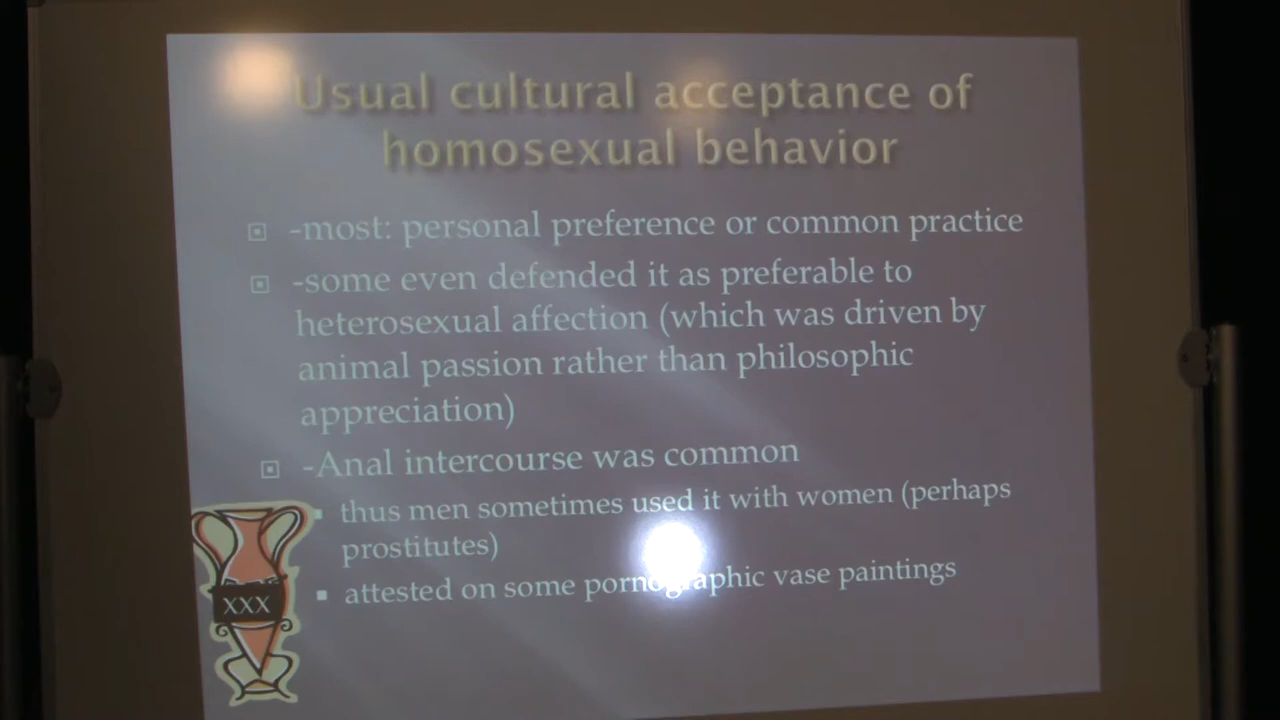 Usual cultural acceptance of
homosexual behavior
-most: personal preference or common practice
-some even defended it as preferable to
heterosexual affection (which was driven by
animal passion rather than philosophic
appreciation)
-Anal intercourse was common
thus men sometimes used it with women (perhaps
prostitutes)
attested on some pornographic vase paintings
XXX